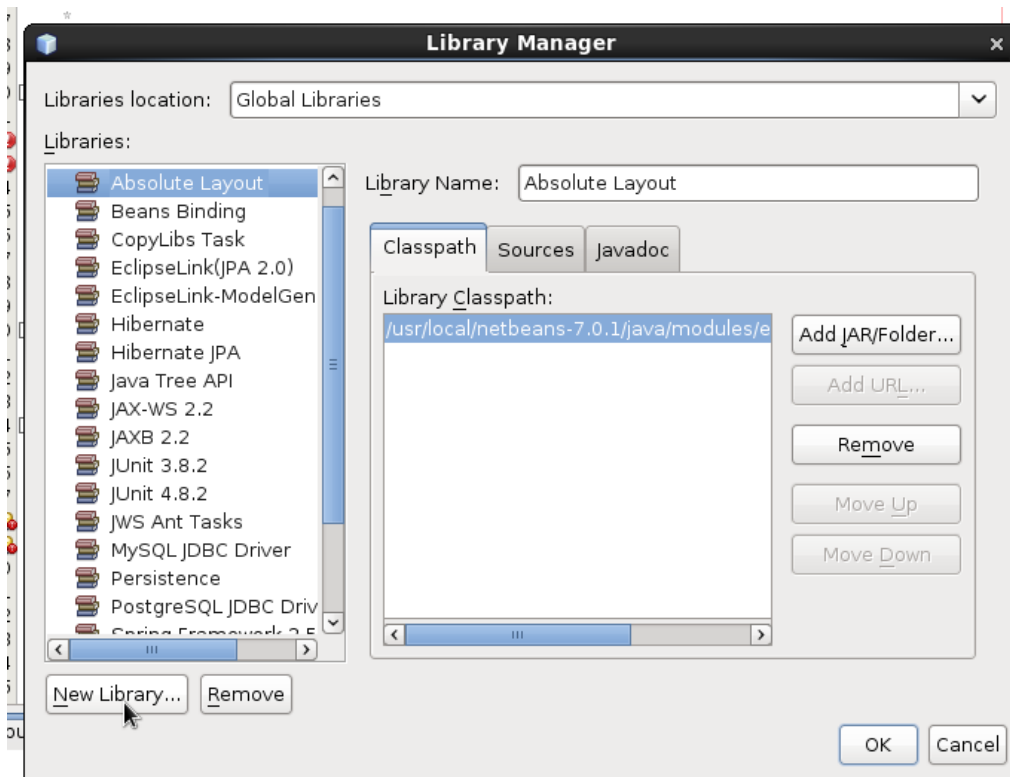 Library Manager
Libraries location: Global Libraries
Libraries:
Absolute Layout
Beans Binding
CopyLibs Task
EclipseLink(JPA 2.0)
EclipseLink-ModelGen
Hibernate
Hibernate JPA
Java Tree API
JAX-WS 2.2
JAXB 2.2
JUnit 3.8.2
JUnit 4.8.2
JWS Ant Tasks
MySQL JDBC Driver
Persistence
PostgreSQL JDBC Driv
Spring Framework 2.5
New Library... Remove
Library Name: Absolute Layout
Classpath Sources Javadoc
Library Classpath:
/usr/local/netbeans-7.0.1/java/modules/e
Add JAR/Folder...
Add URL...
Remove
Move Up
Move Down
OK Cancel